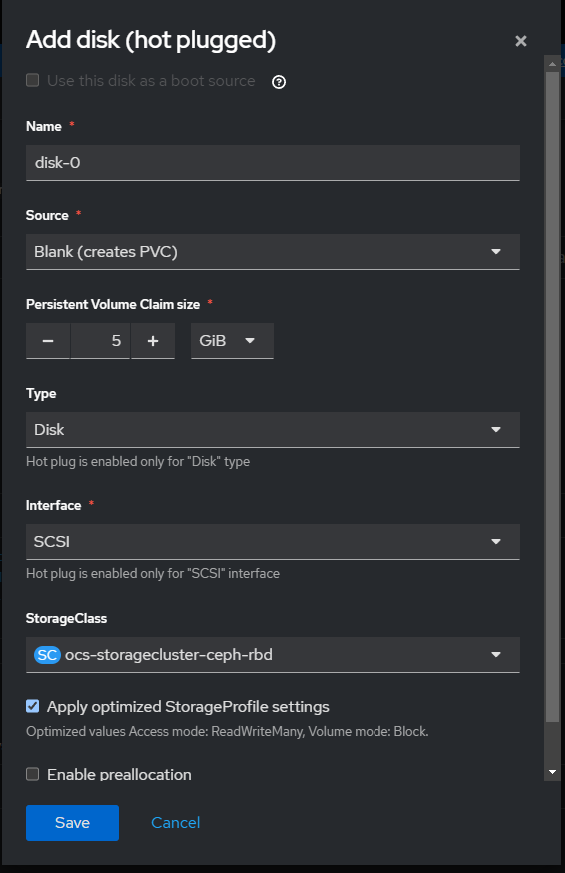 Add disk (hot plugged)
Use this disk as a boot source
Name *
disk-0
Source *
Blank (creates PVC)
Persistent Volume Claim size *
5 GiB
Type
Disk
Hot plug is enabled only for "Disk" type
Interface *
SCSI
Hot plug is enabled only for "SCSI" interface
StorageClass
SC ocs-storagecluster-ceph-rbd
Apply optimized StorageProfile settings
Optimized values Access mode: ReadWriteMany, Volume mode: Block.
Enable preallocation
Save Cancel